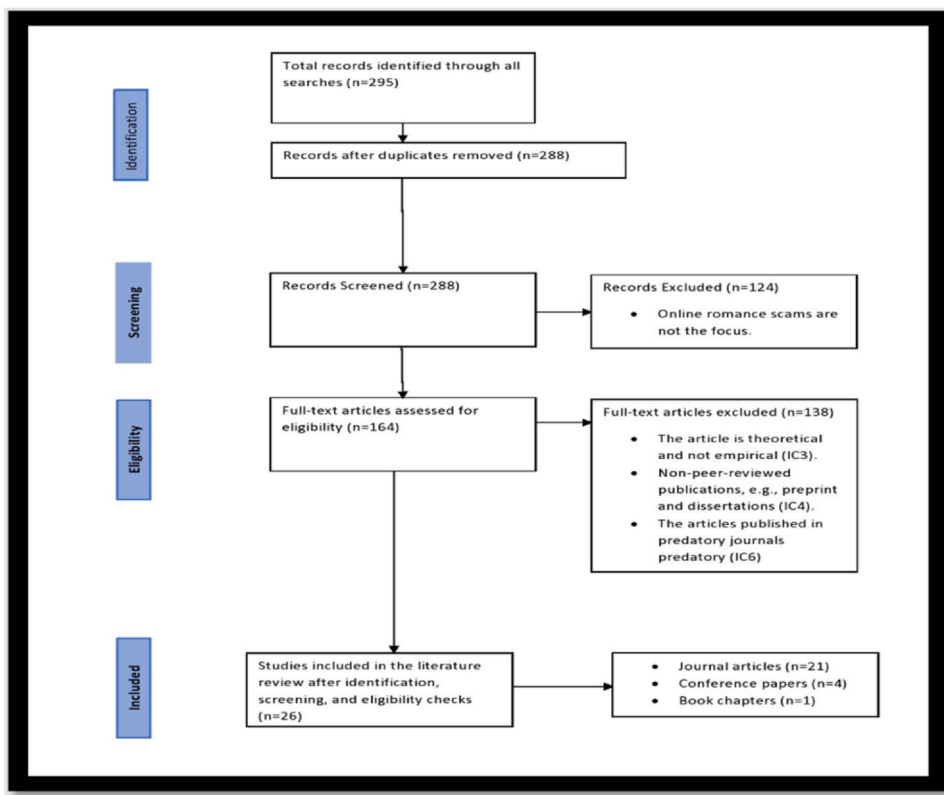 Total records identified through all
searches (n=295)
Identification
Records after duplicates removed (n=288)
Screening
Records Screened (n=288)
Records Excluded (n=124)
• Online romance scams are
not the focus.
Eligibility
Full-text articles assessed for
eligibility (n=164)
Full-text articles excluded (n=138)
• The article is theoretical
and not empirical (IC3).
• Non-peer-reviewed
publications, e.g., preprint
and dissertations (IC4).
• The articles published in
predatory journals
predatory (IC6)
Included
Studies included in the literature
review after identification,
screening, and eligibility checks
(n=26)
• Journal articles (n=21)
• Conference papers (n=4)
• Book chapters (n=1)